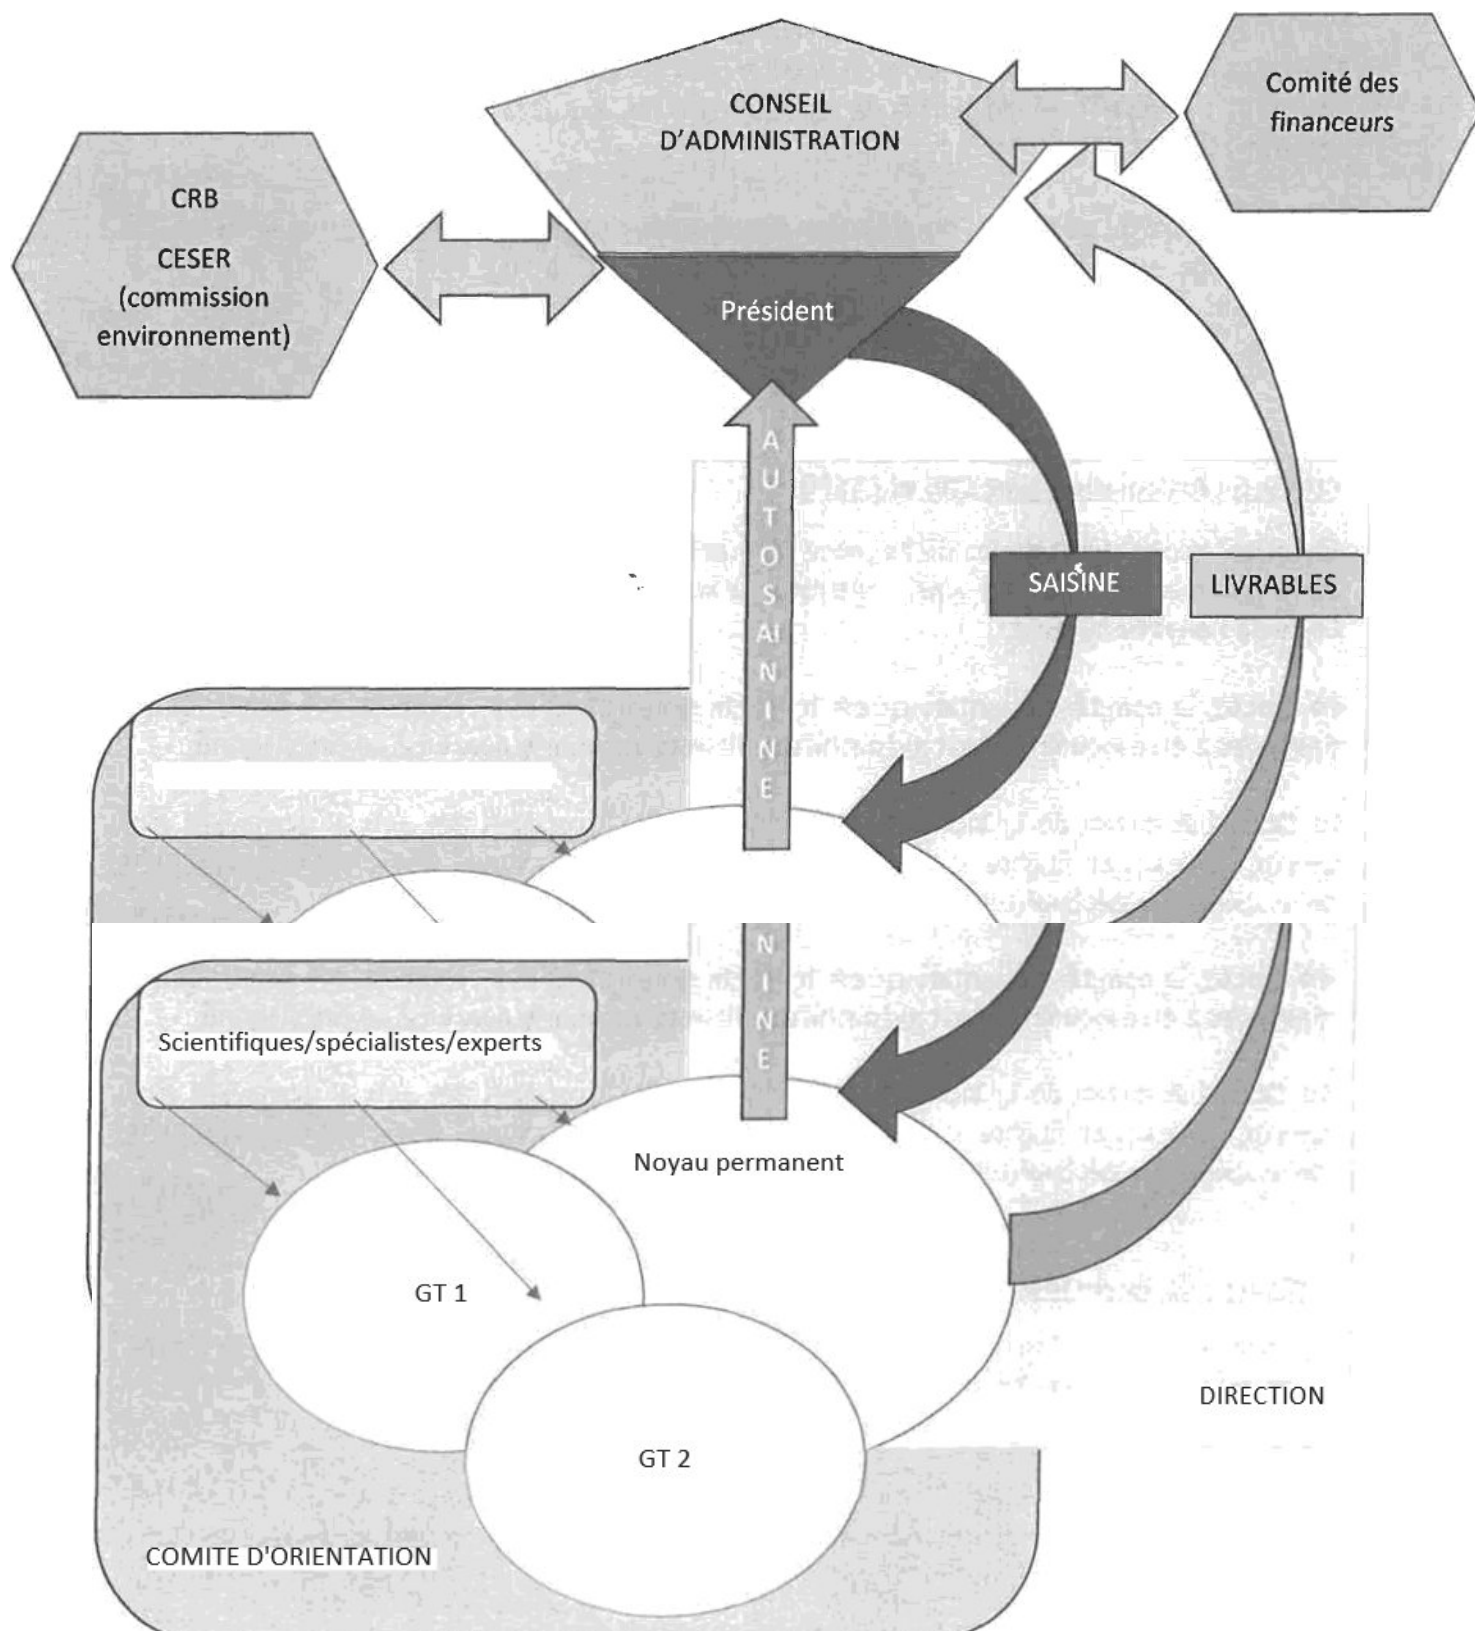 Comité des
financeurs
CONSEIL
D'ADMINISTRATION
CRB
CESER
(commission
environnement)
Président
AUTOSAININE
SAISINE
LIVRABLES
NINE
Scientifiques/spécialistes/experts
Noyau permanent
GT 1
DIRECTION
GT 2
COMITE D'ORIENTATION